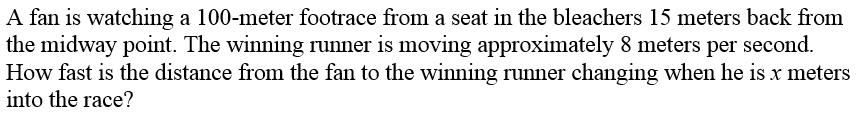 A fan is watching a 100-meter footrace from a seat in the bleachers 15 meters back from
the midway point. The winning runner is moving approximately 8 meters per second.
How fast is the distance from the fan to the winning runner changing when he is x meters
into the race?